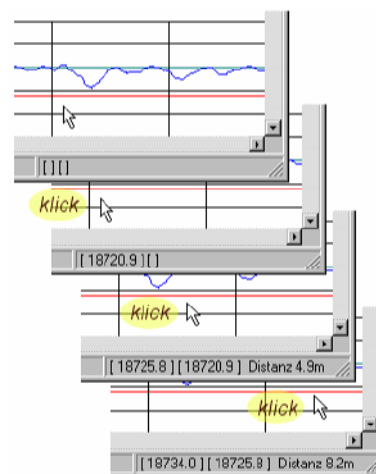 [ ] [ ]
klick
[ 18720.9 ] [ ]
klick
[ 18725.8 ] [ 18720.9 ] Distanz 4.9m
klick
[ 18734.0 ] [ 18725.8 ] Distanz 8.2m